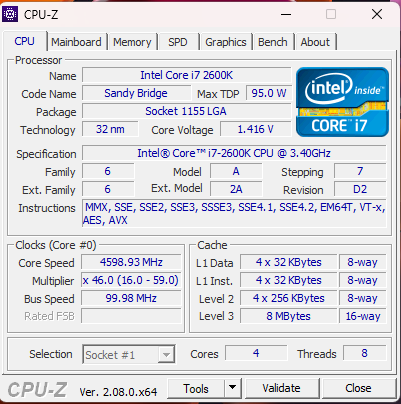 CPU-Z
CPU Mainboard Memory SPD Graphics Bench About
Processor
Name Intel Core i7 2600K
Code Name Sandy Bridge Max TDP 95.0 W
Package Socket 1155 LGA
Technology 32 nm Core Voltage 1.416 V
intel inside™
CORE i7
Specification Intel® Core™ i7-2600K CPU @ 3.40GHz
Family 6 Model A Stepping 7
Ext. Family 6 Ext. Model 2A Revision D2
Instructions MMX, SSE, SSE2, SSE3, SSSE3, SSE4.1, SSE4.2, EM64T, VT-x,
AES, AVX
Clocks (Core #0) Cache
Core Speed 4598.93 MHz L1 Data 4 x 32 KBytes 8-way
Multiplier x 46.0 (16.0 - 59.0) L1 Inst. 4 x 32 KBytes 8-way
Bus Speed 99.98 MHz Level 2 4 x 256 KBytes 8-way
Rated FSB Level 3 8 MBytes 16-way
Selection Socket #1 Cores 4 Threads 8
CPU-Z Ver. 2.08.0.x64 Tools Validate Close